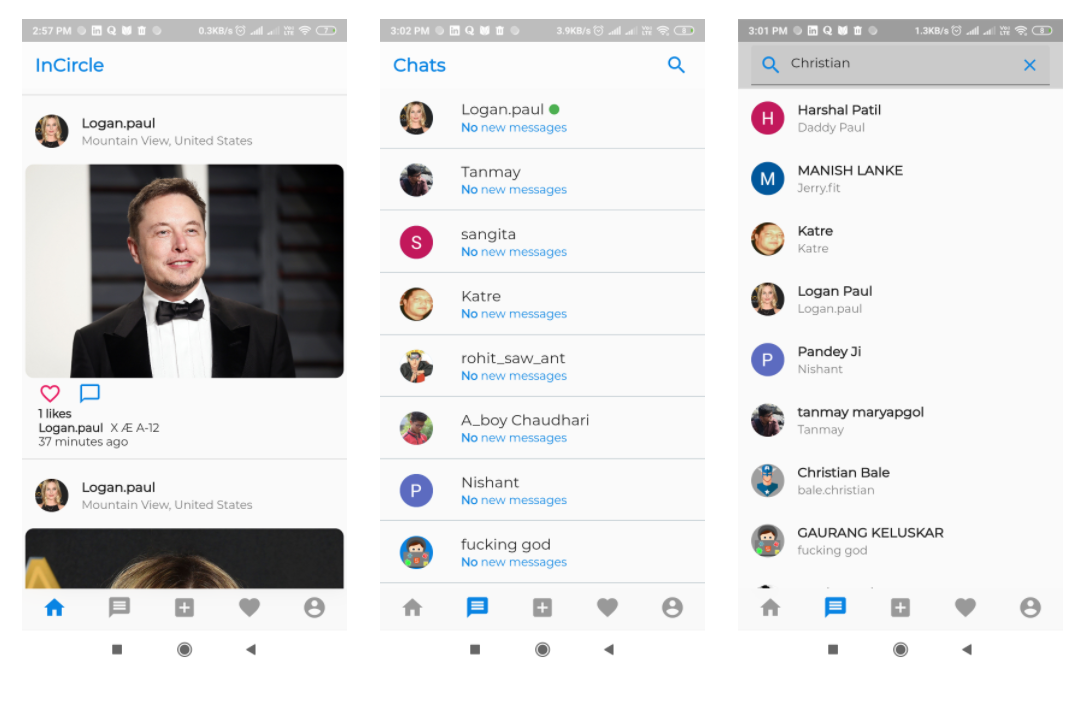 2:57 PM
0.3KB/s
7
InCircle
Logan.paul
Mountain View, United States
1 likes
Logan.paul X Æ A-12
37 minutes ago
Logan.paul
Mountain View, United States
3:02 PM
3.9KB/s
Chats
Logan.paul
No new messages
Tanmay
No new messages
S
sangita
No new messages
Katre
No new messages
rohit_saw_ant
No new messages
A_boy Chaudhari
No new messages
P
Nishant
No new messages
fucking god
No new messages
3:01 PM
1.3KB/s
Christian
H
Harshal Patil
Daddy Paul
M
MANISH LANKE
Jerry.fit
Katre
Katre
Logan Paul
Logan.paul
P
Pandey Ji
Nishant
tanmay maryapgol
Tanmay
Christian Bale
bale.christian
GAURANG KELUSKAR
fucking god